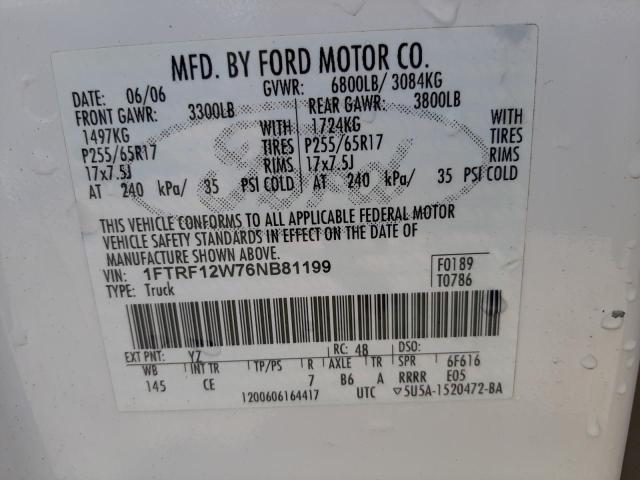 MFD. BY FORD MOTOR CO.
DATE: 06/06 GVWR: 6800LB/ 3084KG
FRONT GAWR: 3300LB REAR GAWR: 3800LB
1497KG WITH 1724KG WITH
P255/65R17 TIRES P255/65R17 TIRES
17x7.5J RIMS 17x7.5J RIMS
AT 240 kPa/ 35 PSI COLD AT 240 kPa/ 35 PSI COLD
Ford
THIS VEHICLE CONFORMS TO ALL APPLICABLE FEDERAL MOTOR
VEHICLE SAFETY STANDARDS IN EFFECT ON THE DATE OF
MANUFACTURE SHOWN ABOVE.
VIN: 1FTRF12W76NB81199 F0189
TYPE: Truck T0786
EXT PNT: YZ RC: 48 DSO:
WB INT TR TP/PS R AXLE TR SPR 6F616
145 CE 7 B6 A RRRR E05
1200606164417 UTC ▽5U5A-1520472-BA